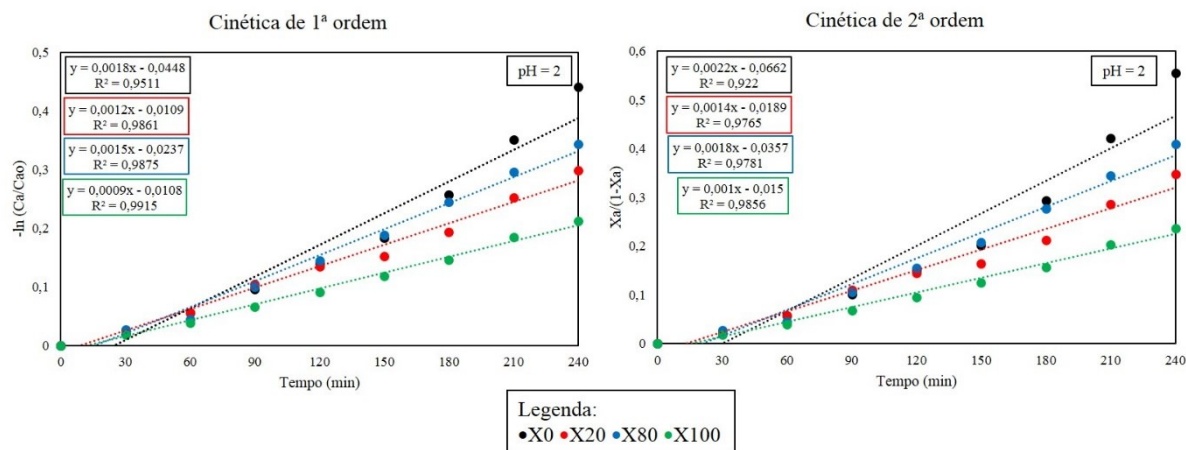 Cinética de 1ª ordem
0,5
0,4
0,3
0,2
0,1
0
-ln (Ca/Cao)
y = 0,0018x - 0,0448
R² = 0,9511
y = 0,0012x - 0,0109
R² = 0,9861
y = 0,0015x - 0,0237
R² = 0,9875
y = 0,0009x - 0,0108
R² = 0,9915
pH = 2
0 30 60 90 120 150 180 210 240
Tempo (min)
Cinética de 2ª ordem
0,6
0,5
0,4
0,3
0,2
0,1
0
Xa/(1-Xa)
y = 0,0022x - 0,0662
R² = 0,922
y = 0,0014x - 0,0189
R² = 0,9765
y = 0,0018x - 0,0357
R² = 0,9781
y = 0,001x - 0,015
R² = 0,9856
pH = 2
0 30 60 90 120 150 180 210 240
Tempo (min)
Legenda:
X0 X20 X80 X100